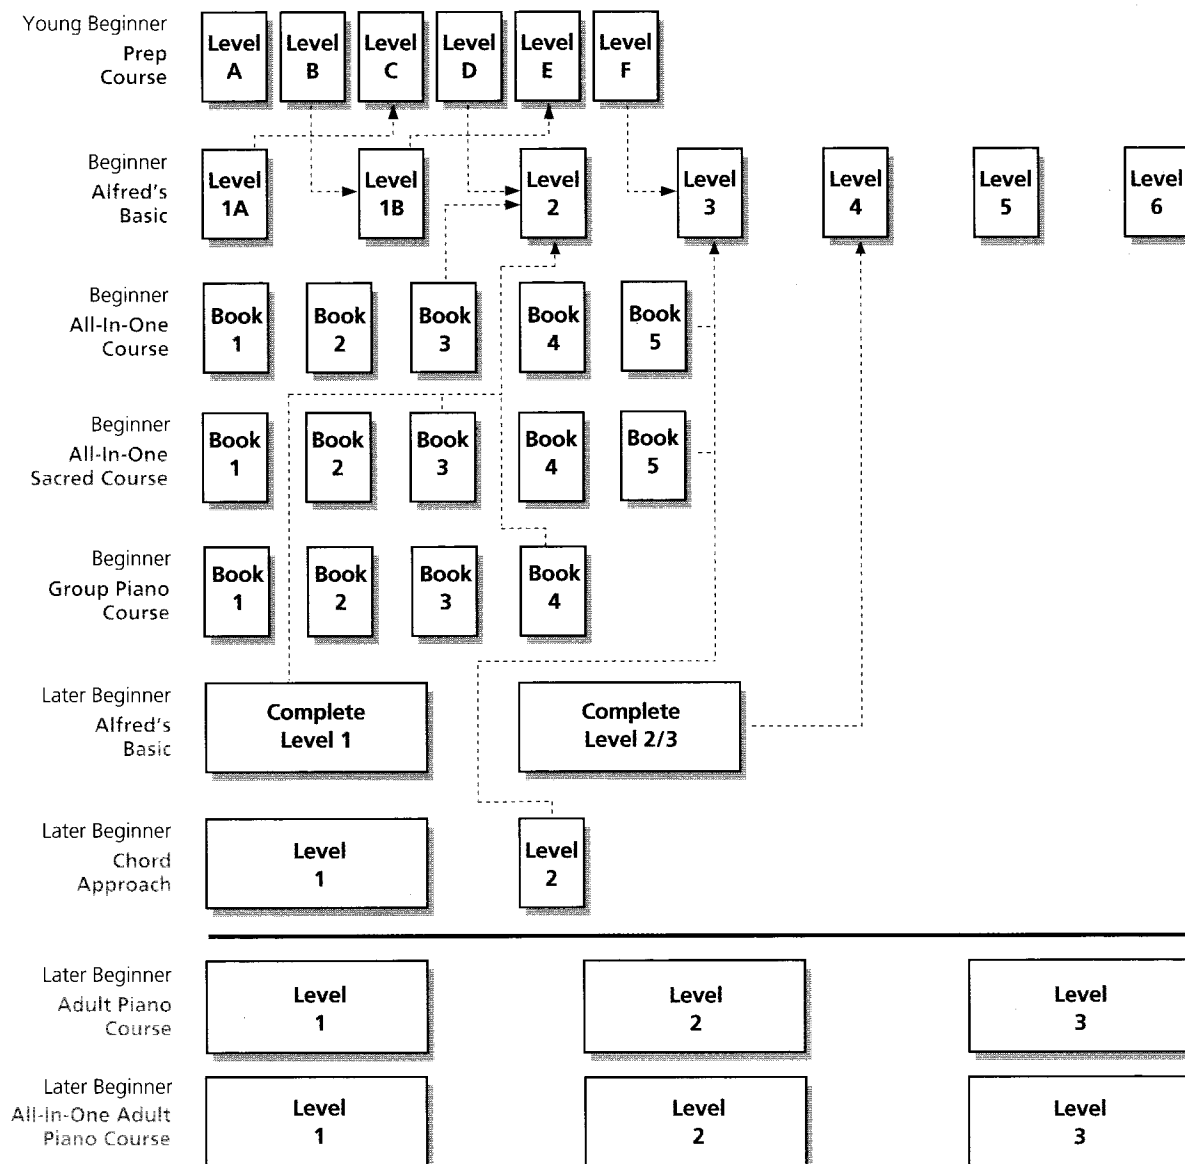 Young Beginner
Prep
Course
Level
A
Level
B
Level
C
Level
D
Level
E
Level
F
Beginner
Alfred's
Basic
Level
1A
Level
1B
Level
2
Level
3
Level
4
Level
5
Level
6
Beginner
All-In-One
Course
Book
1
Book
2
Book
3
Book
4
Book
5
Beginner
All-In-One
Sacred Course
Book
1
Book
2
Book
3
Book
4
Book
5
Beginner
Group Piano
Course
Book
1
Book
2
Book
3
Book
4
Later Beginner
Alfred's
Basic
Complete
Level 1
Complete
Level 2/3
Later Beginner
Chord
Approach
Level
1
Level
2
Later Beginner
Adult Piano
Course
Level
1
Level
2
Level
3
Later Beginner
All-In-One Adult
Piano Course
Level
1
Level
2
Level
3